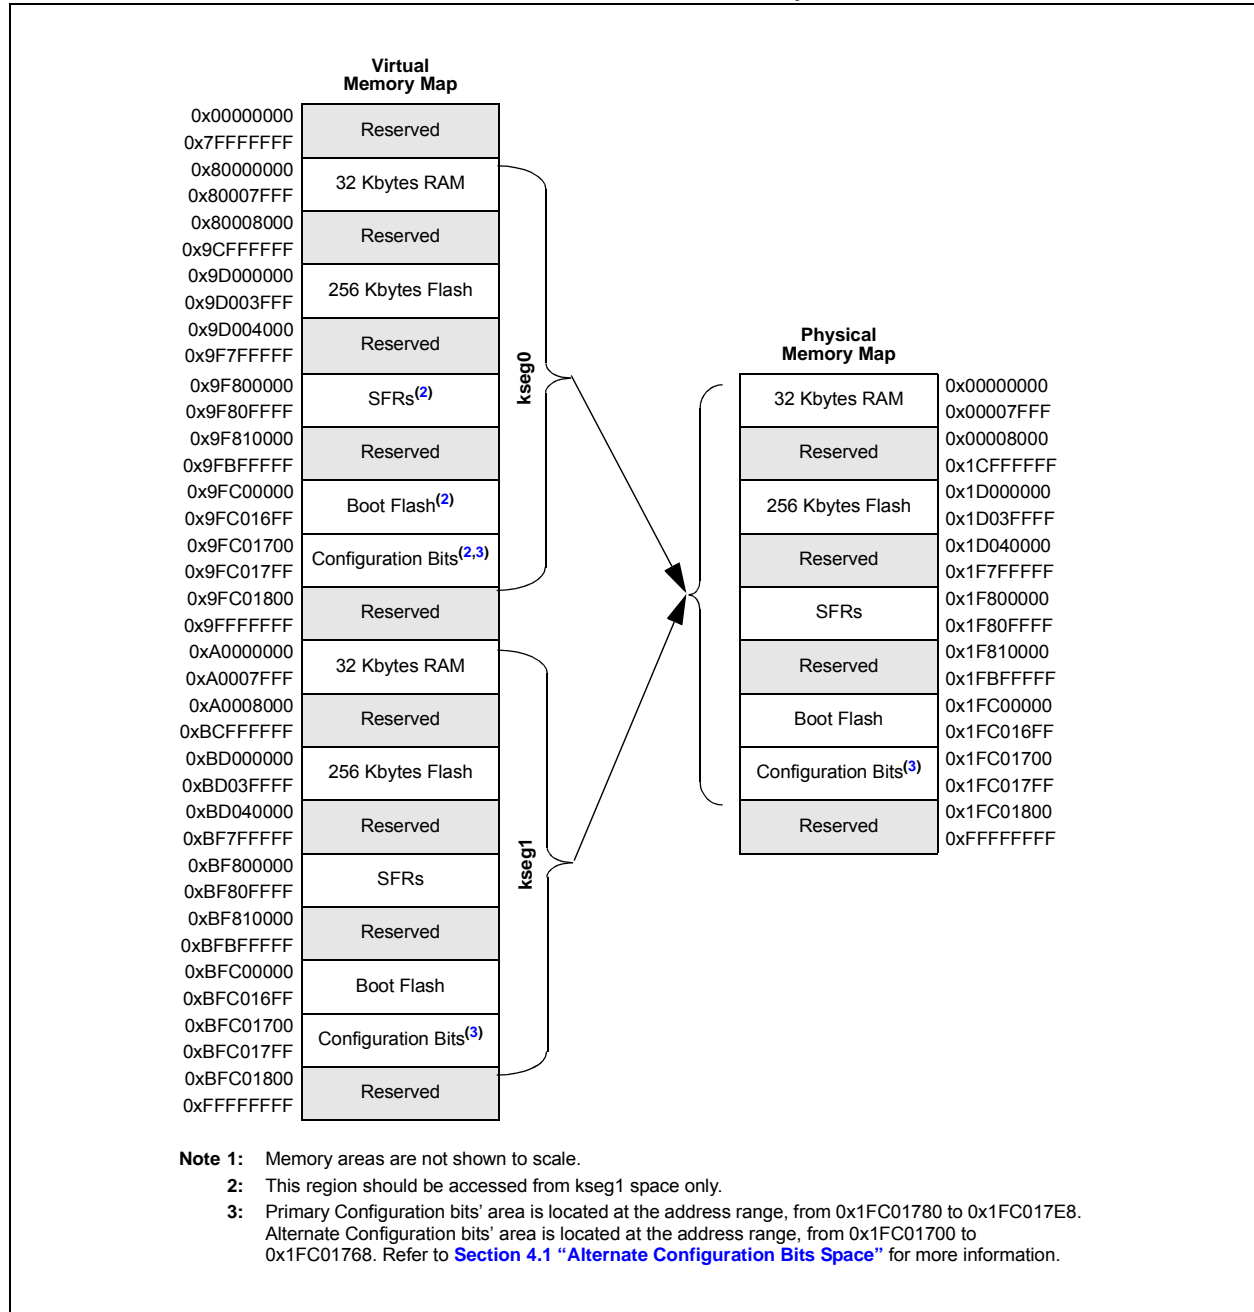 Virtual
Memory Map
0x00000000
Reserved
0x7FFFFFFF
0x80000000
32 Kbytes RAM
0x80007FFF
0x80008000
Reserved
0x9CFFFFFF
0x9D000000
256 Kbytes Flash
0x9D003FFF
0x9D004000
Reserved
0x9F7FFFFF
0x9F800000
SFRs(2)
0x9F80FFFF
0x9F810000
Reserved
0x9FBFFFFF
0x9FC00000
Boot Flash(2)
0x9FC016FF
0x9FC01700
Configuration Bits(2,3)
0x9FC017FF
0x9FC01800
Reserved
0x9FFFFFFF
0xA0000000
32 Kbytes RAM
0xA0007FFF
0xA0008000
Reserved
0xBCFFFFFF
0xBD000000
256 Kbytes Flash
0xBD03FFFF
0xBD040000
Reserved
0xBF7FFFFF
0xBF800000
SFRs
0xBF80FFFF
0xBF810000
Reserved
0xBFBFFFFF
0xBFC00000
Boot Flash
0xBFC016FF
0xBFC01700
Configuration Bits(3)
0xBFC017FF
0xBFC01800
Reserved
0xFFFFFFFF
kseg0
kseg1
Physical
Memory Map
0x00000000
32 Kbytes RAM
0x00007FFF
0x00008000
Reserved
0x1CFFFFFF
0x1D000000
256 Kbytes Flash
0x1D03FFFF
0x1D040000
Reserved
0x1F7FFFFF
0x1F800000
SFRs
0x1F80FFFF
0x1F810000
Reserved
0x1FBFFFFF
0x1FC00000
Boot Flash
0x1FC016FF
0x1FC01700
Configuration Bits(3)
0x1FC017FF
0x1FC01800
Reserved
0xFFFFFFFF
Note 1: Memory areas are not shown to scale.
2: This region should be accessed from kseg1 space only.
3: Primary Configuration bits’ area is located at the address range, from 0x1FC01780 to 0x1FC017E8.
Alternate Configuration bits’ area is located at the address range, from 0x1FC01700 to
0x1FC01768. Refer to Section 4.1 “Alternate Configuration Bits Space” for more information.